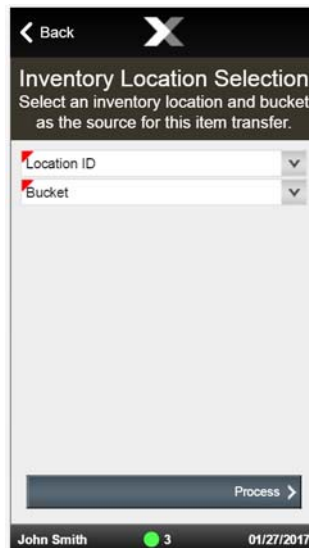 Back
Inventory Location Selection
Select an inventory location and bucket
as the source for this item transfer.
Location ID
Bucket
Process
John Smith 3 01/27/2017